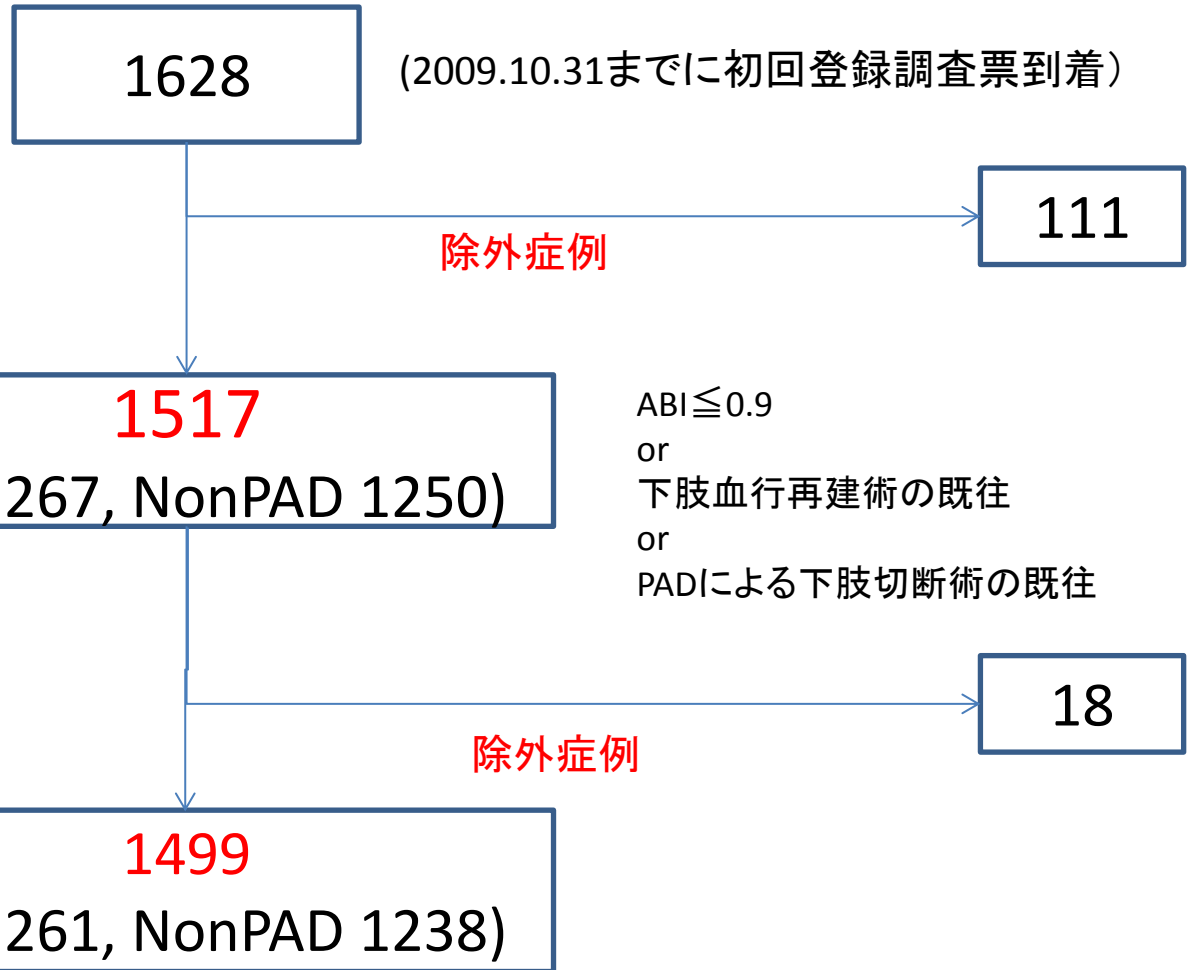 1628
(2009.10.31までに初回登録調査票到着）
111
除外症例
1517
267, NonPAD 1250)
ABI≦0.9
or
下肢血行再建術の既往
or
PADによる下肢切断術の既往
18
除外症例
1499
261, NonPAD 1238)